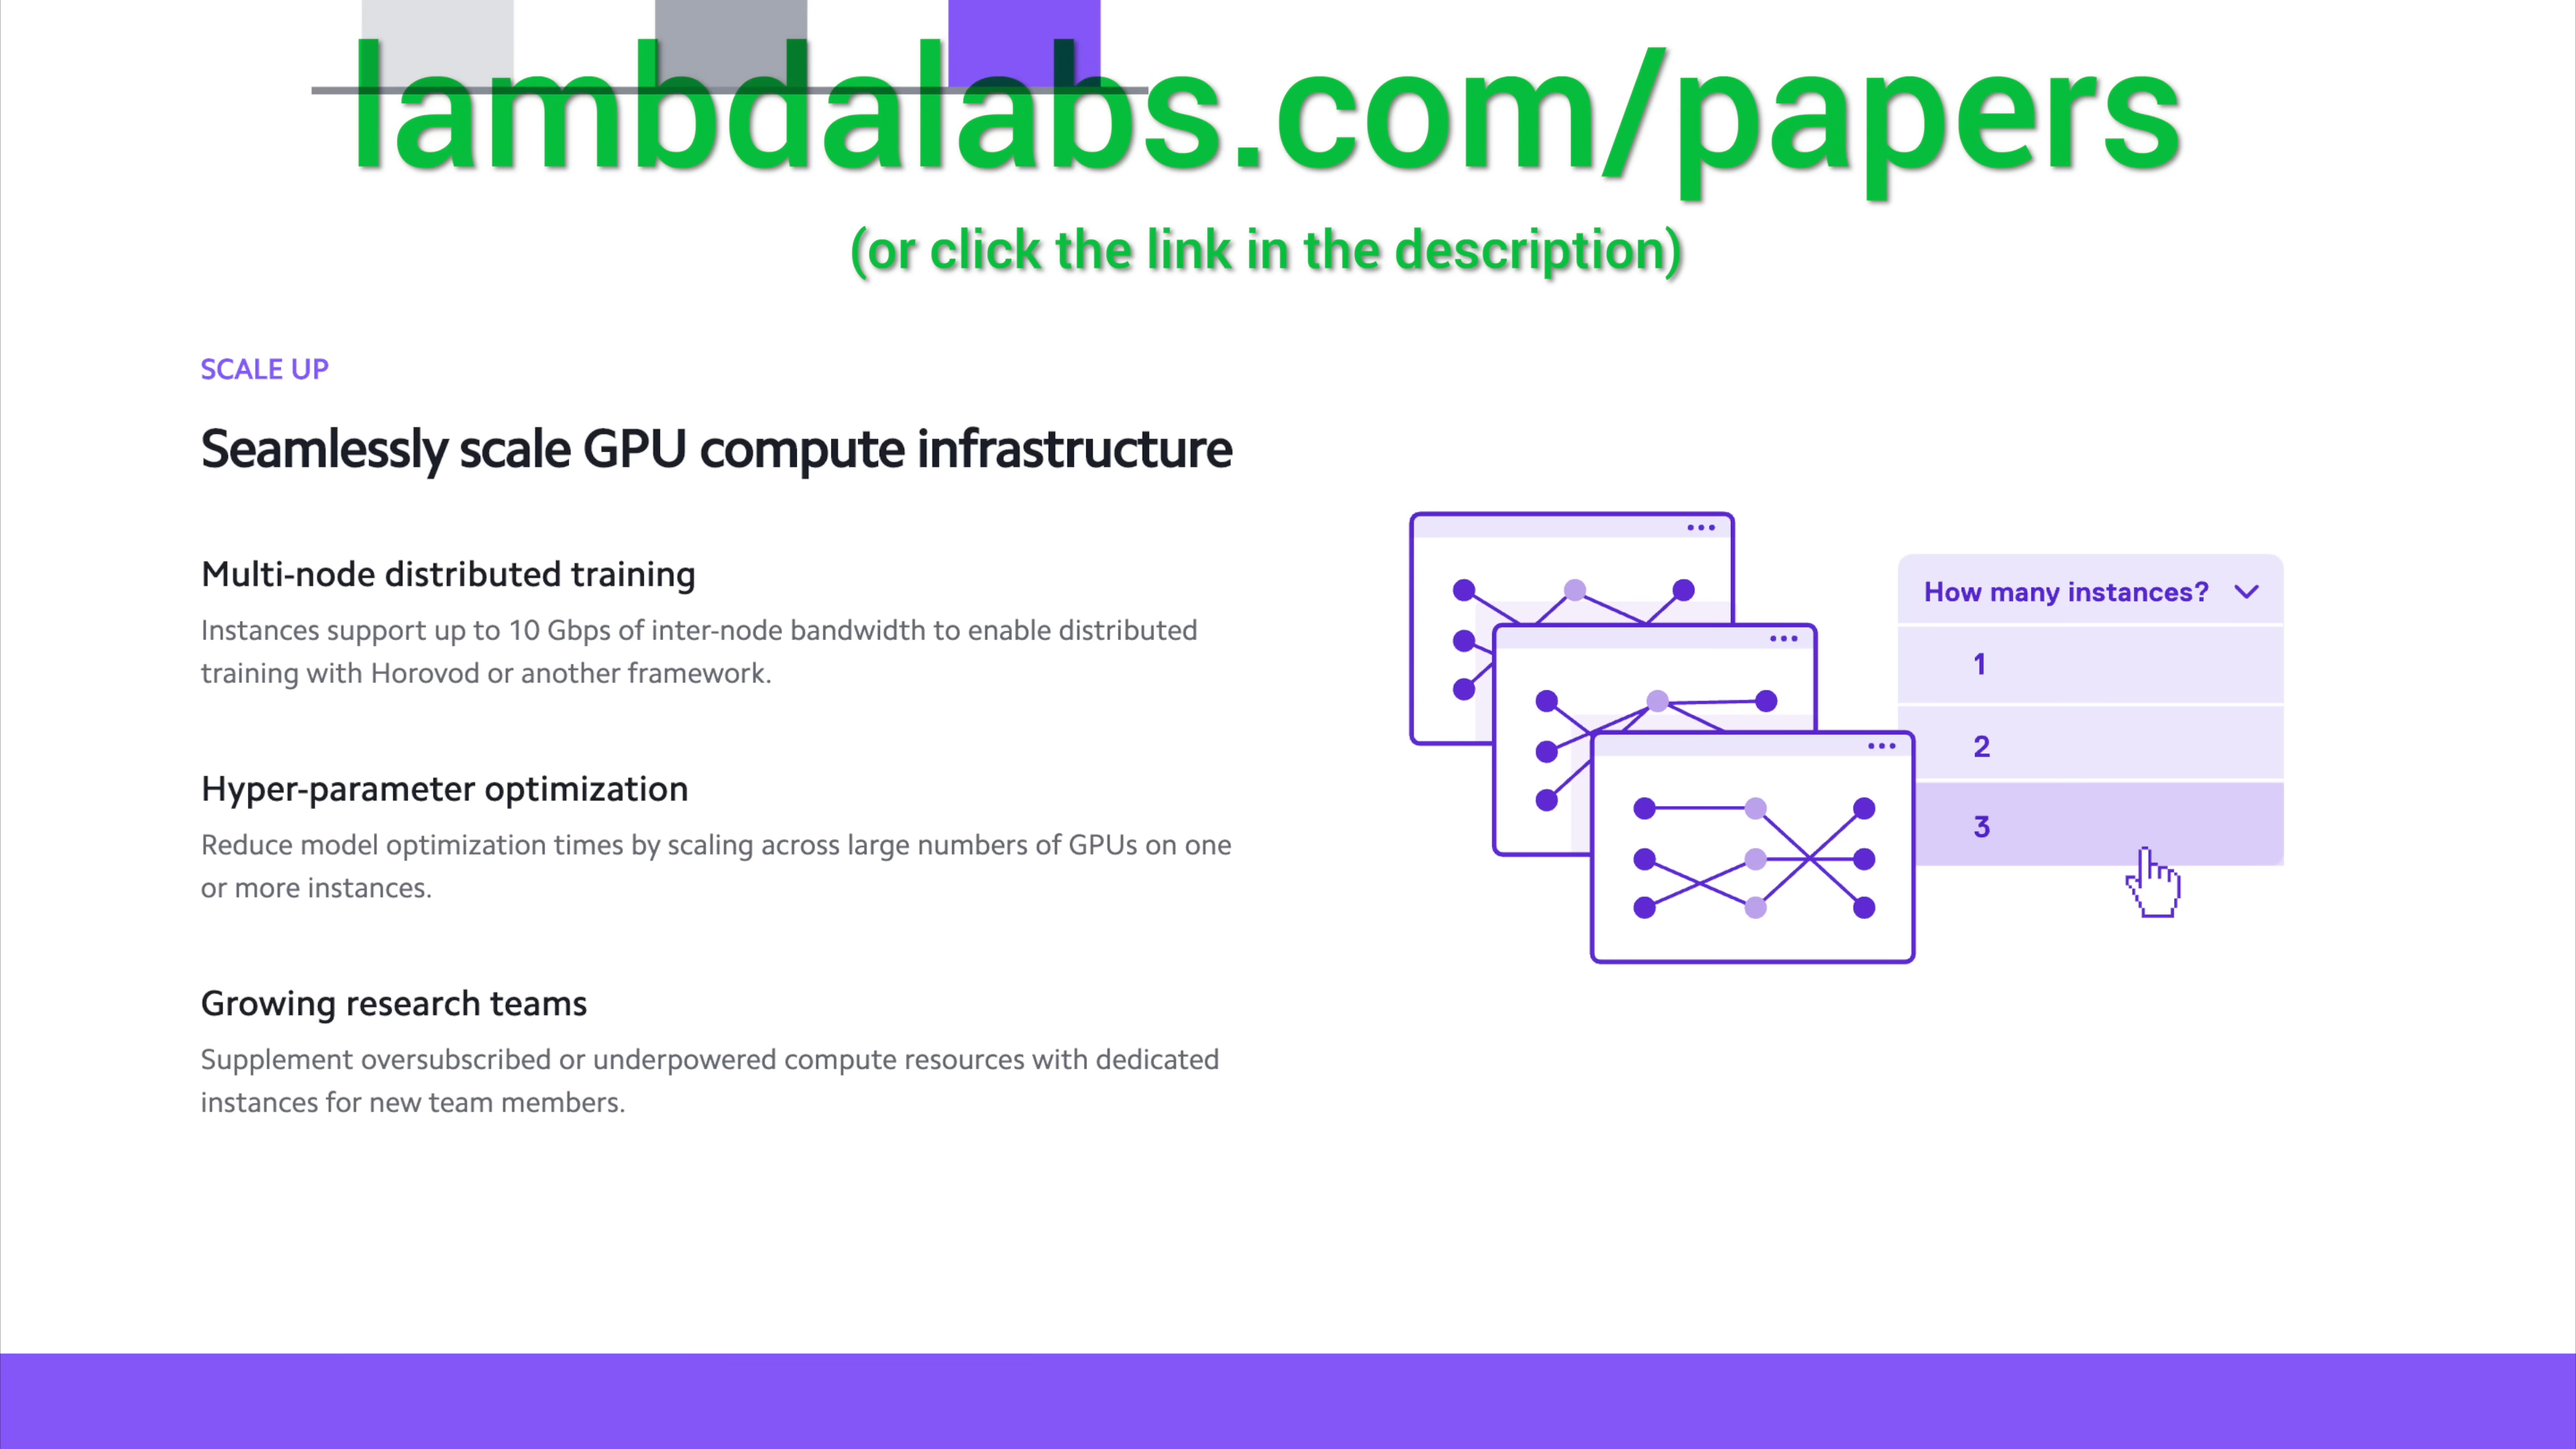 lambdalabs.com/papers
(or click the link in the description)
SCALE UP
Seamlessly scale GPU compute infrastructure
Multi-node distributed training
Instances support up to 10 Gbps of inter-node bandwidth to enable distributed
training with Horovod or another framework.
Hyper-parameter optimization
Reduce model optimization times by scaling across large numbers of GPUs on one
or more instances.
Growing research teams
Supplement oversubscribed or underpowered compute resources with dedicated
instances for new team members.
How many instances?
1
2
3